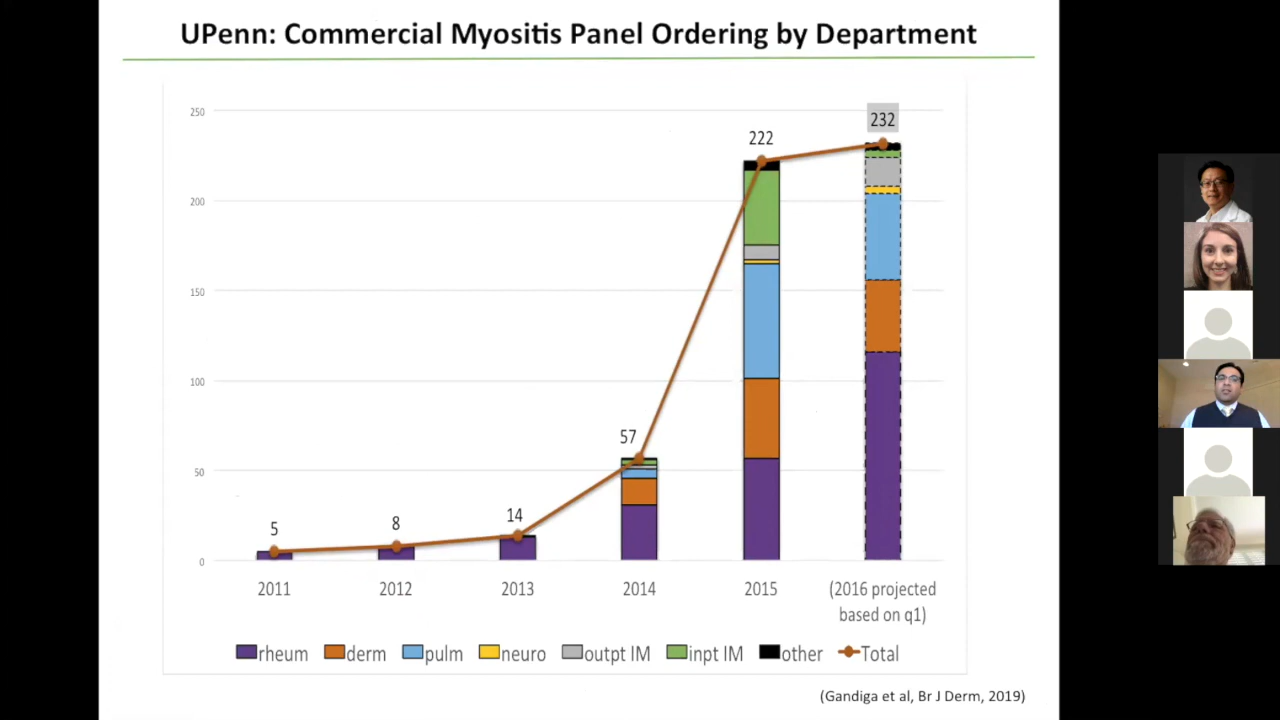 UPenn: Commercial Myositis Panel Ordering by Department
250
200
150
100
50
0
5
8
14
57
222
232
2011
2012
2013
2014
2015
(2016 projected
based on q1)
rheum
derm
pulm
neuro
outpt IM
inpt IM
other
Total
(Gandiga et al, Br J Derm, 2019)